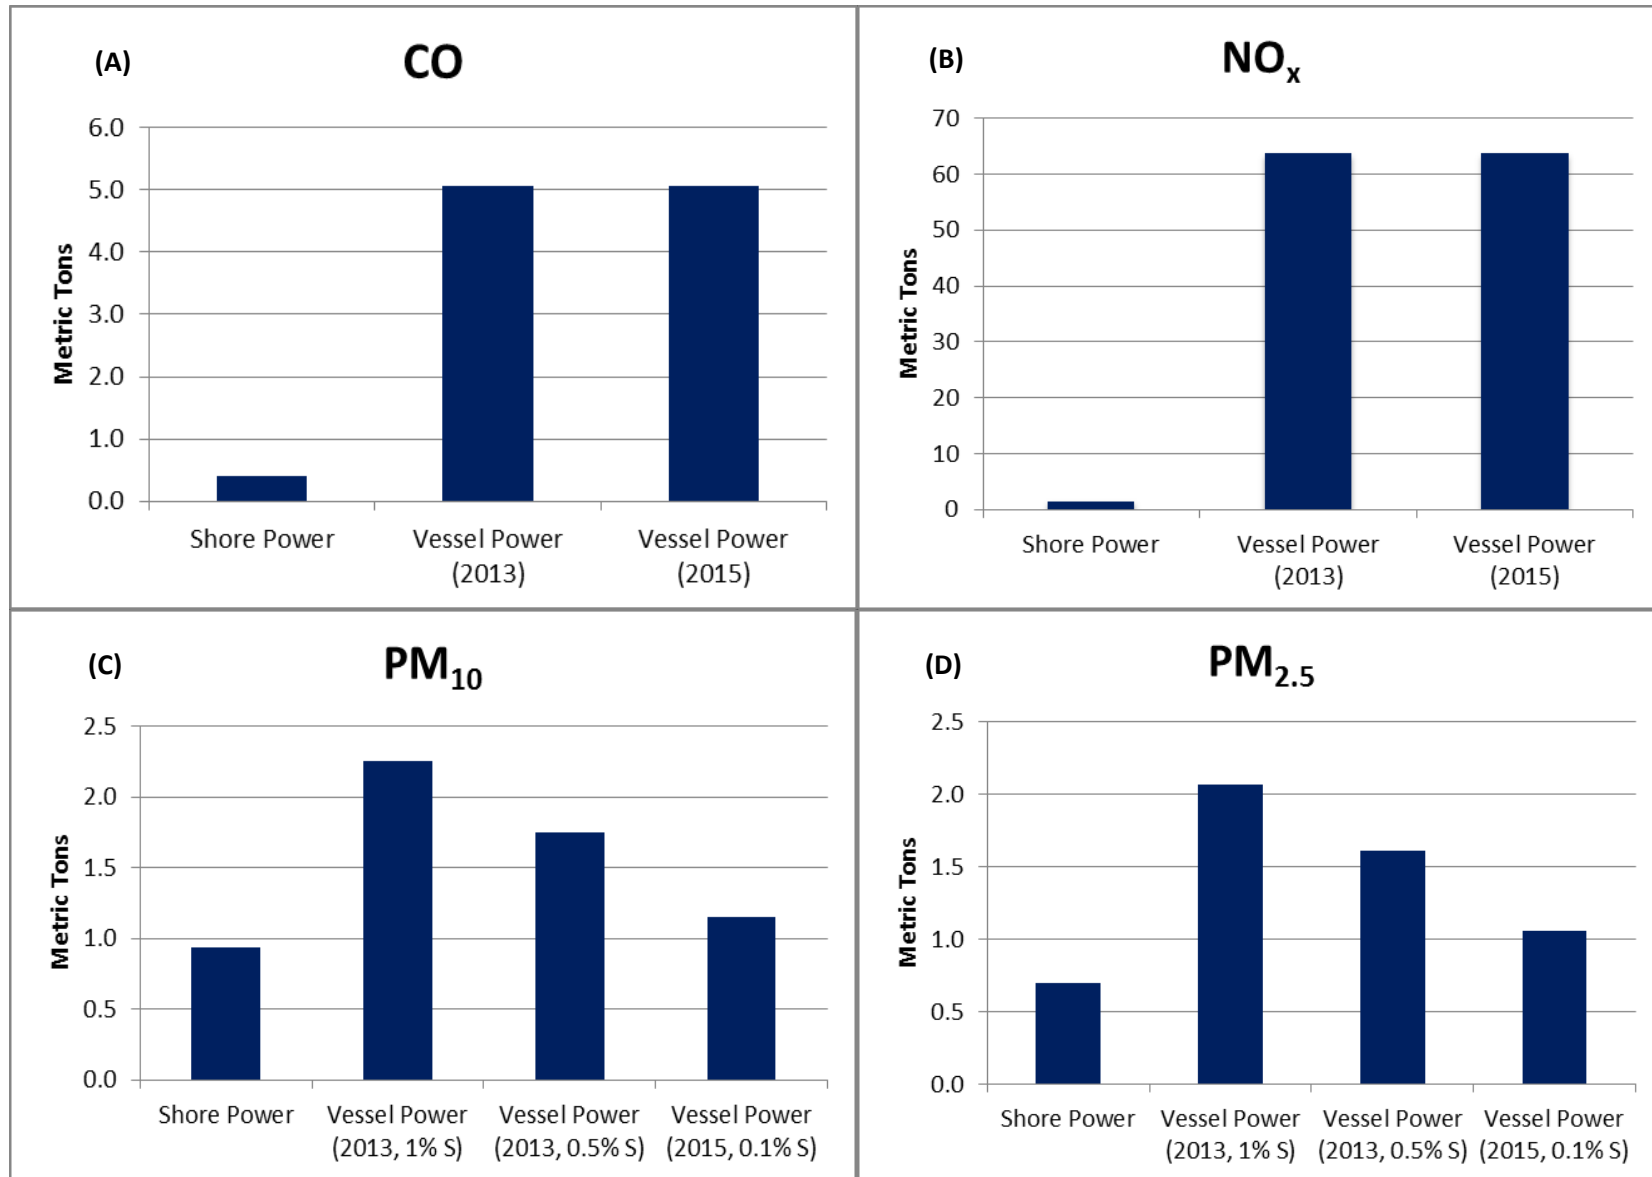 (A)
CO
Metric Tons
6.0
5.0
4.0
3.0
2.0
1.0
0.0
Shore Power
Vessel Power
(2013)
Vessel Power
(2015)
(B)
NOx
Metric Tons
70
60
50
40
30
20
10
0
Shore Power
Vessel Power
(2013)
Vessel Power
(2015)
(C)
PM10
Metric Tons
2.5
2.0
1.5
1.0
0.5
0.0
Shore Power
Vessel Power
(2013, 1% S)
Vessel Power
(2013, 0.5% S)
Vessel Power
(2015, 0.1% S)
(D)
PM2.5
Metric Tons
2.5
2.0
1.5
1.0
0.5
0.0
Shore Power
Vessel Power
(2013, 1% S)
Vessel Power
(2013, 0.5% S)
Vessel Power
(2015, 0.1% S)